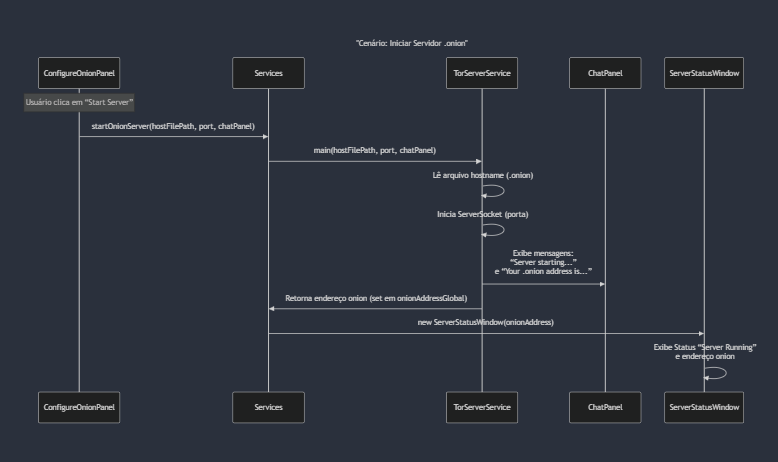 "Cenário: Iniciar Servidor .onion"
ConfigureOnionPanel
Services
TorServerService
ChatPanel
ServerStatusWindow
Usuário clica em “Start Server”
startOnionServer(hostFilePath, port, chatPanel)
main(hostFilePath, port, chatPanel)
Lê arquivo hostname (.onion)
Inicia ServerSocket (porta)
Exibe mensagens:
“Server starting...”
e “Your .onion address is...”
Retorna endereço onion (set em onionAddressGlobal)
new ServerStatusWindow(onionAddress)
Exibe Status “Server Running”
e endereço onion
ConfigureOnionPanel
Services
TorServerService
ChatPanel
ServerStatusWindow